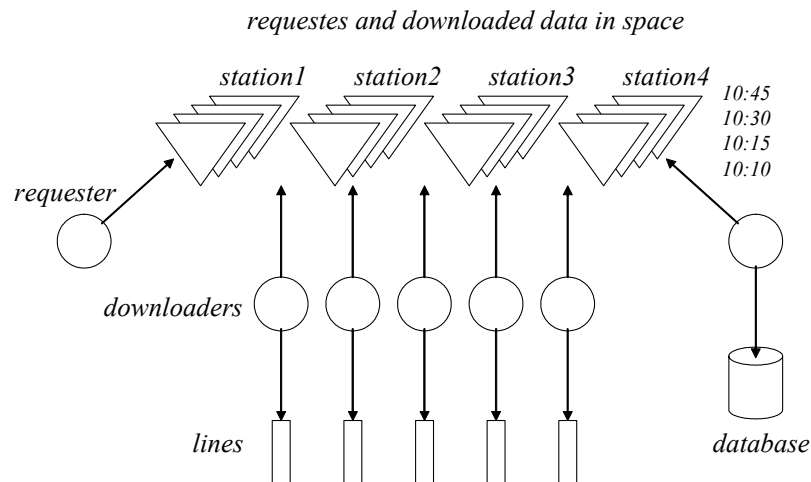 requestes and downloaded data in space
station1 station2 station3 station4
10:45
10:30
10:15
10:10
requester
downloaders
lines
database